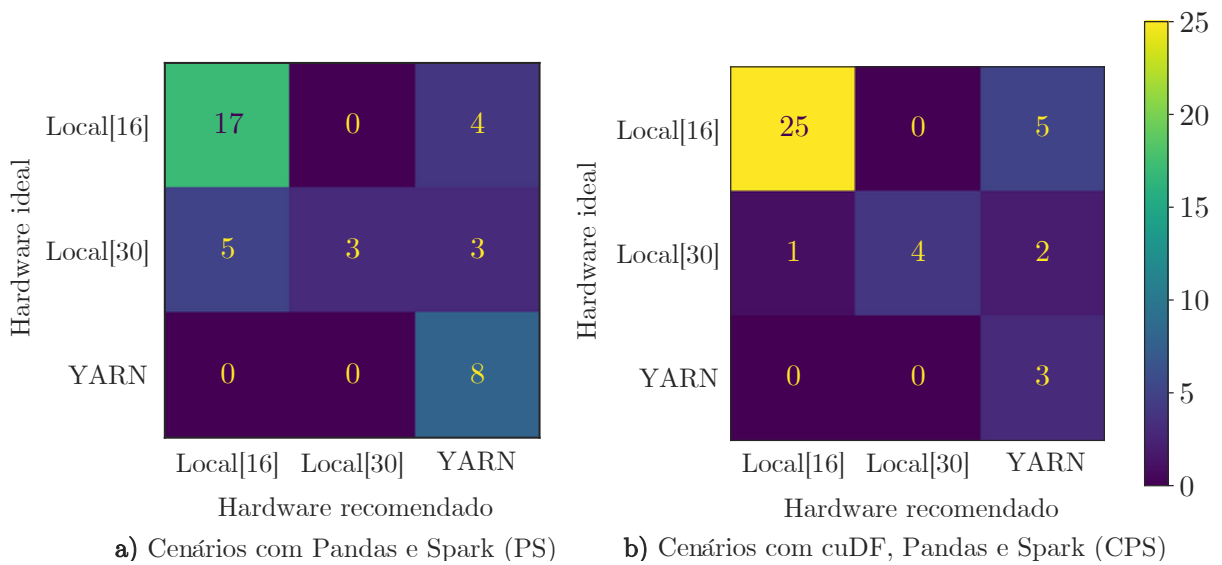 Hardware ideal
Local[16]
17
0
4
Local[30]
5
3
3
YARN
0
0
8
Local[16]
Local[30]
YARN
Hardware recomendado
a) Cenários com Pandas e Spark (PS)
Hardware ideal
Local[16]
25
0
5
Local[30]
1
4
2
YARN
0
0
3
Local[16]
Local[30]
YARN
Hardware recomendado
b) Cenários com cuDF, Pandas e Spark (CPS)
25
20
15
10
5
0